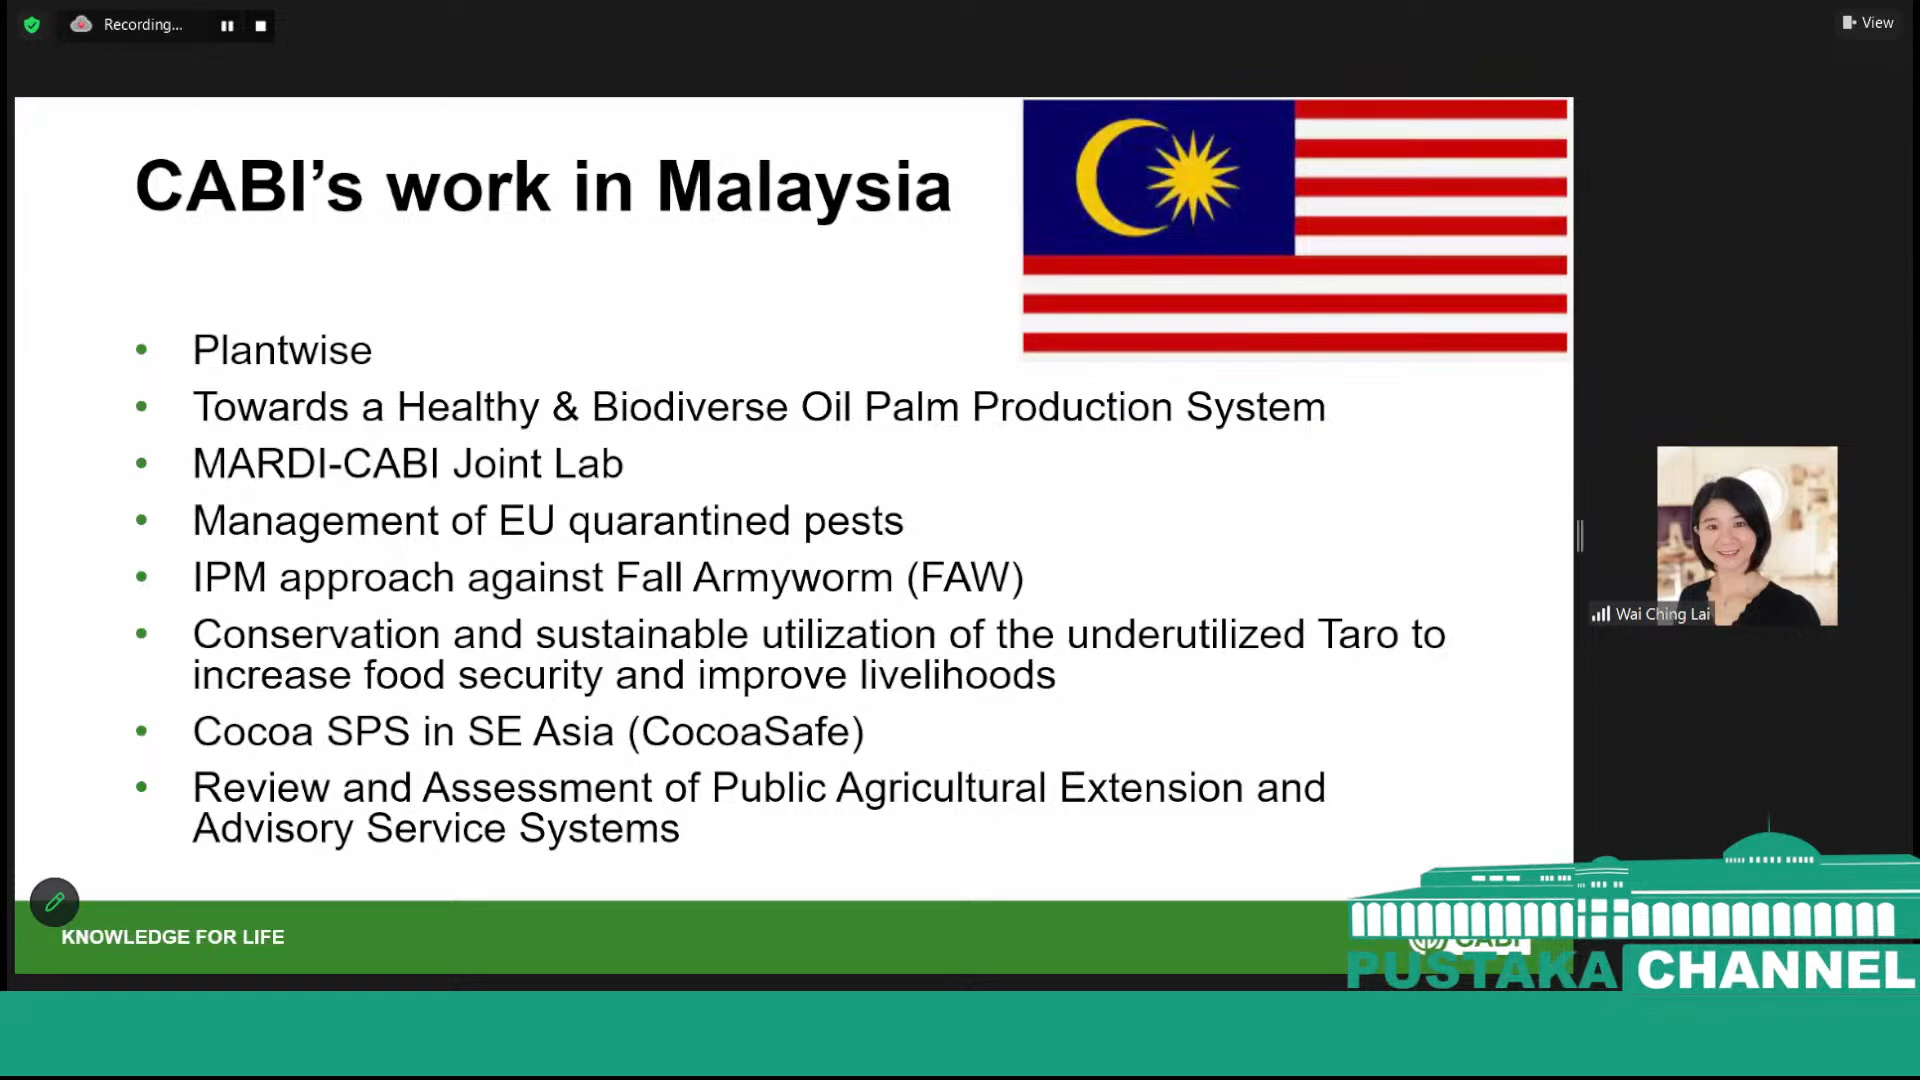 Recording...
View
CABI’s work in Malaysia
• Plantwise
• Towards a Healthy & Biodiverse Oil Palm Production System
• MARDI-CABI Joint Lab
• Management of EU quarantined pests
• IPM approach against Fall Armyworm (FAW)
• Conservation and sustainable utilization of the underutilized Taro to
increase food security and improve livelihoods
• Cocoa SPS in SE Asia (CocoaSafe)
• Review and Assessment of Public Agricultural Extension and
Advisory Service Systems
Wai Ching Lai
KNOWLEDGE FOR LIFE
CABI
PUSTAKA CHANNEL